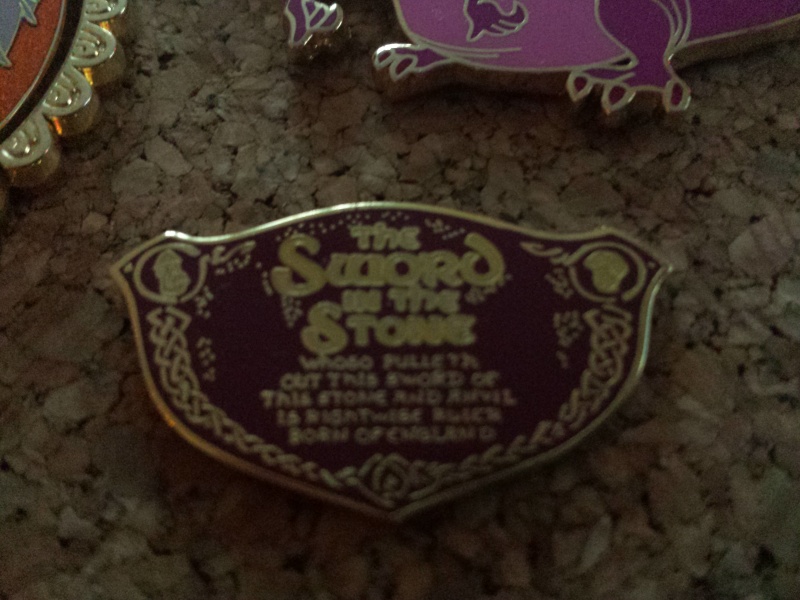 THE
SWORD
IN THE
STONE
WHOSO PULLETH
OUT THIS SWORD OF
THIS STONE AND ANVIL
IS RIGHTWISE
BORN OF ENGLAND